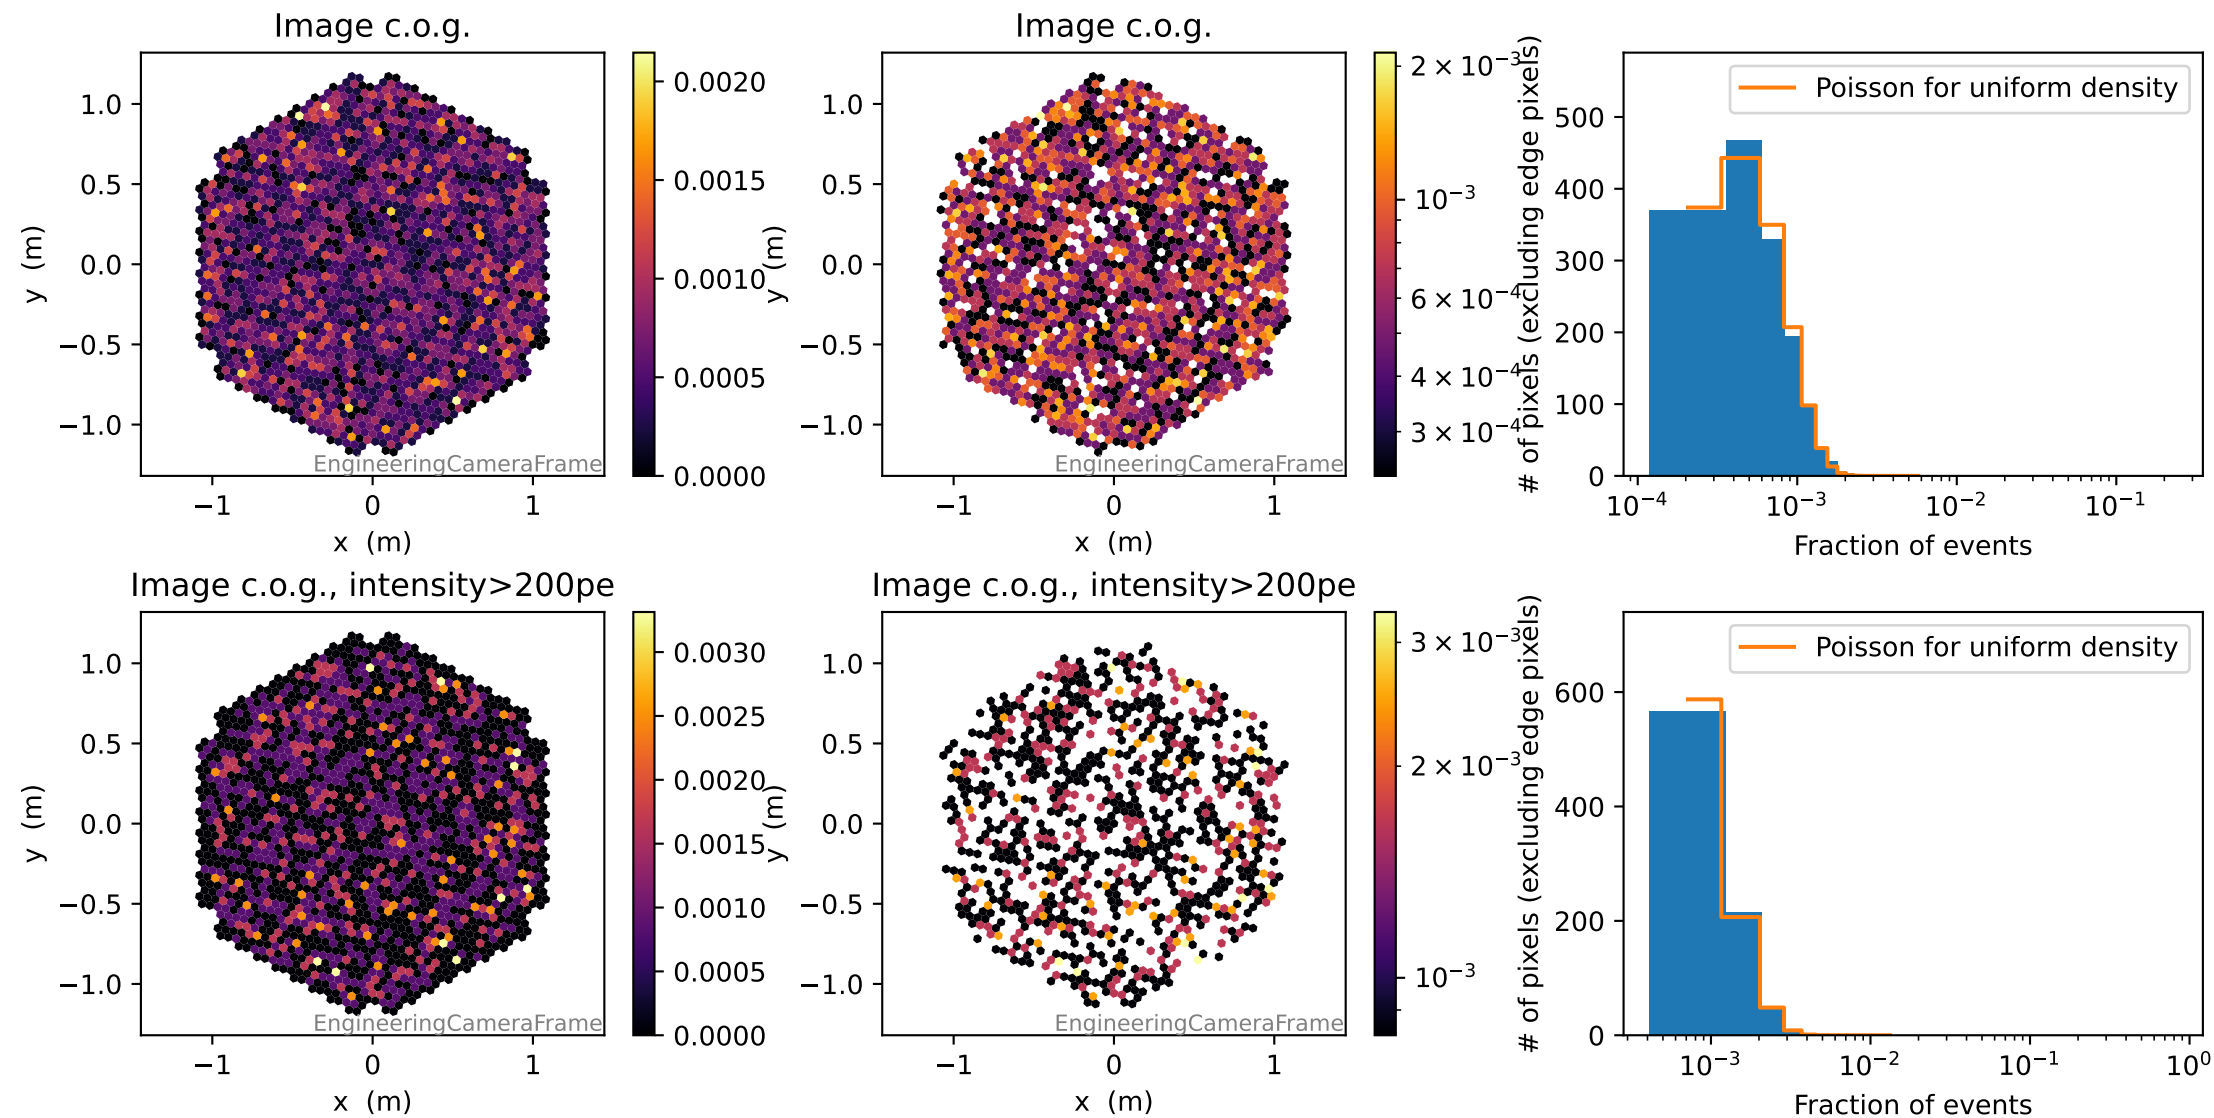 Image c.o.g.
1.0
0.5
0.0
−0.5
−1.0
y (m)
−1
0
1
x (m)
EngineeringCameraFrame
0.0020
0.0015
0.0010
0.0005
0.0000
Image c.o.g.
1.0
0.5
0.0
−0.5
−1.0
y (m)
−1
0
1
x (m)
EngineeringCameraFrame
2 × 10⁻³
10⁻³
6 × 10⁻⁴
4 × 10⁻⁴
3 × 10⁻⁴
Poisson for uniform density
# of pixels (excluding edge pixels)
500
400
300
200
100
0
10⁻⁴
10⁻³
10⁻²
10⁻¹
Fraction of events
Image c.o.g., intensity>200pe
1.0
0.5
0.0
−0.5
−1.0
y (m)
−1
0
1
x (m)
EngineeringCameraFrame
0.0030
0.0025
0.0020
0.0015
0.0010
0.0005
0.0000
Image c.o.g., intensity>200pe
1.0
0.5
0.0
−0.5
−1.0
y (m)
−1
0
1
x (m)
EngineeringCameraFrame
3 × 10⁻³
2 × 10⁻³
10⁻³
Poisson for uniform density
# of pixels (excluding edge pixels)
600
400
200
0
10⁻³
10⁻²
10⁻¹
10⁰
Fraction of events